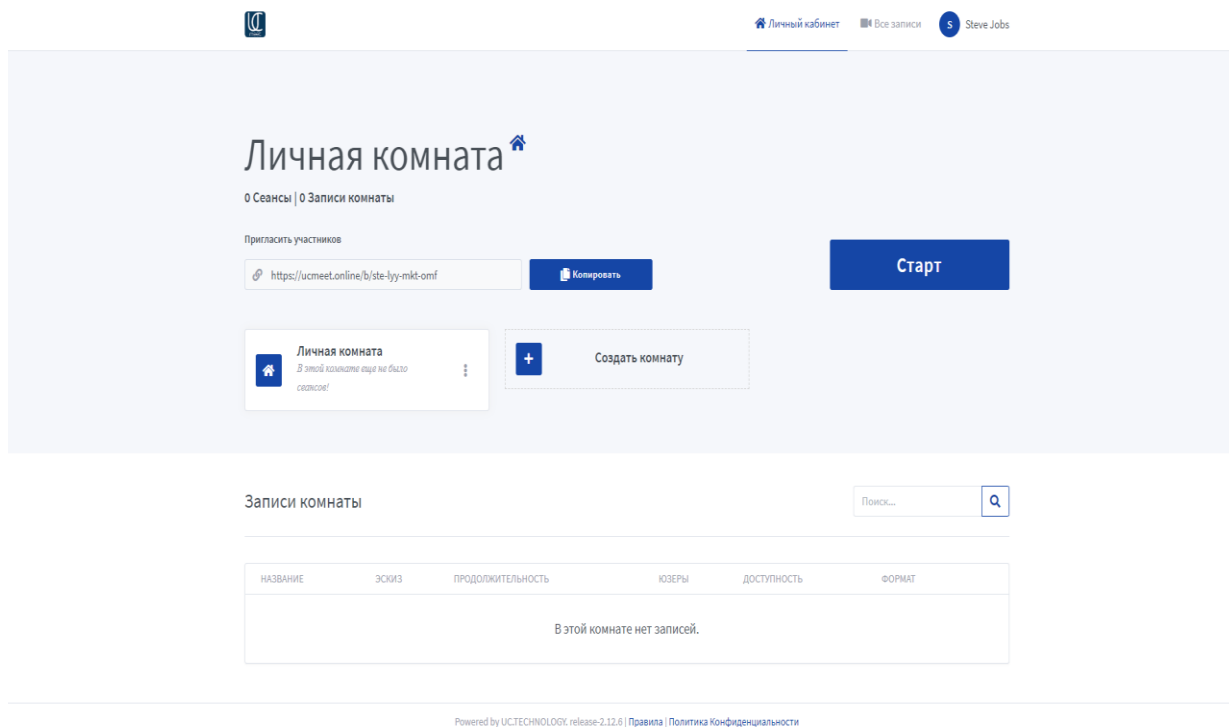 UC
Личный кабинет
Все записи
S
Steve Jobs
Личная комната
0 Сеансы | 0 Записи комнаты
Пригласить участников
https://ucmeet.online/b/ste-lyy-mkt-omf
Копировать
Старт
Личная комната
В этой комнате еще не было
сеансов!
+
Создать комнату
Записи комнаты
Поиск...
НАЗВАНИЕ ЭСКИЗ ПРОДОЛЖИТЕЛЬНОСТЬ ЮЗЕРЫ ДОСТУПНОСТЬ ФОРМАТ
В этой комнате нет записей.
Powered by UC.TECHNOLOGY. release-2.12.6 | Правила | Политика Конфиденциальности